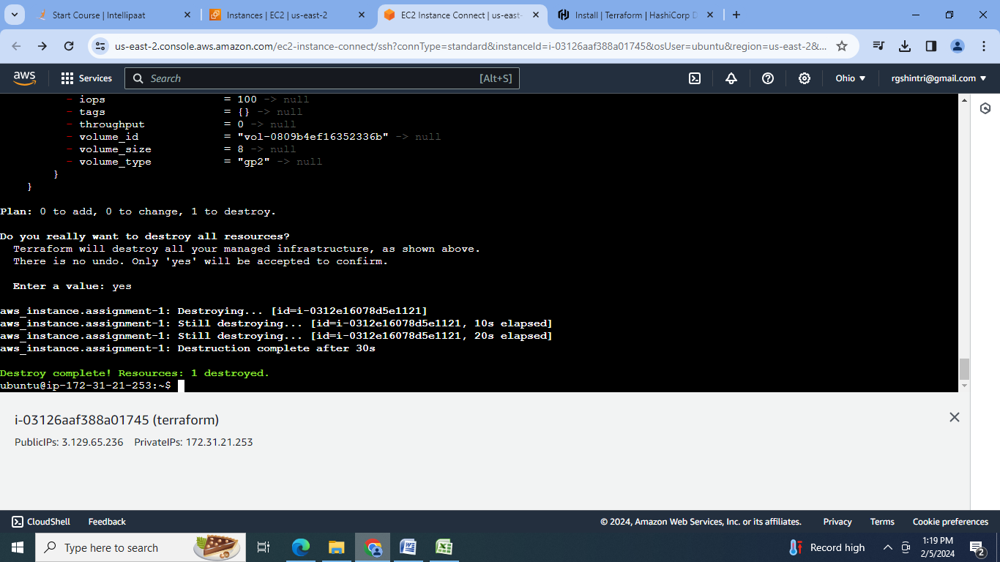 Start Course | Intellipaat
Instances | EC2 | us-east-2
EC2 Instance Connect | us-east-
Install | Terraform | HashiCorp D
us-east-2.console.aws.amazon.com/ec2-instance-connect/ssh?connType=standard&instanceId=i-03126aaf388a01745&osUser=ubuntu&region=us-east-2&...
aws Services Search [Alt+S] Ohio rgshintri@gmail.com
- iops = 100 -> null
- tags = {} -> null
- throughput = 0 -> null
- volume_id = "vol-0809b4ef16352336b" -> null
- volume_size = 8 -> null
- volume_type = "gp2" -> null
}
}
Plan: 0 to add, 0 to change, 1 to destroy.
Do you really want to destroy all resources?
Terraform will destroy all your managed infrastructure, as shown above.
There is no undo. Only 'yes' will be accepted to confirm.
Enter a value: yes
aws_instance.assignment-1: Destroying... [id=i-0312e16078d5e1121]
aws_instance.assignment-1: Still destroying... [id=i-0312e16078d5e1121, 10s elapsed]
aws_instance.assignment-1: Still destroying... [id=i-0312e16078d5e1121, 20s elapsed]
aws_instance.assignment-1: Destruction complete after 30s
Destroy complete! Resources: 1 destroyed.
ubuntu@ip-172-31-21-253:~$
i-03126aaf388a01745 (terraform)
PublicIPs: 3.129.65.236 PrivateIPs: 172.31.21.253
CloudShell Feedback © 2024, Amazon Web Services, Inc. or its affiliates. Privacy Terms Cookie preferences
Type here to search
Record high
1:19 PM
2/5/2024
2